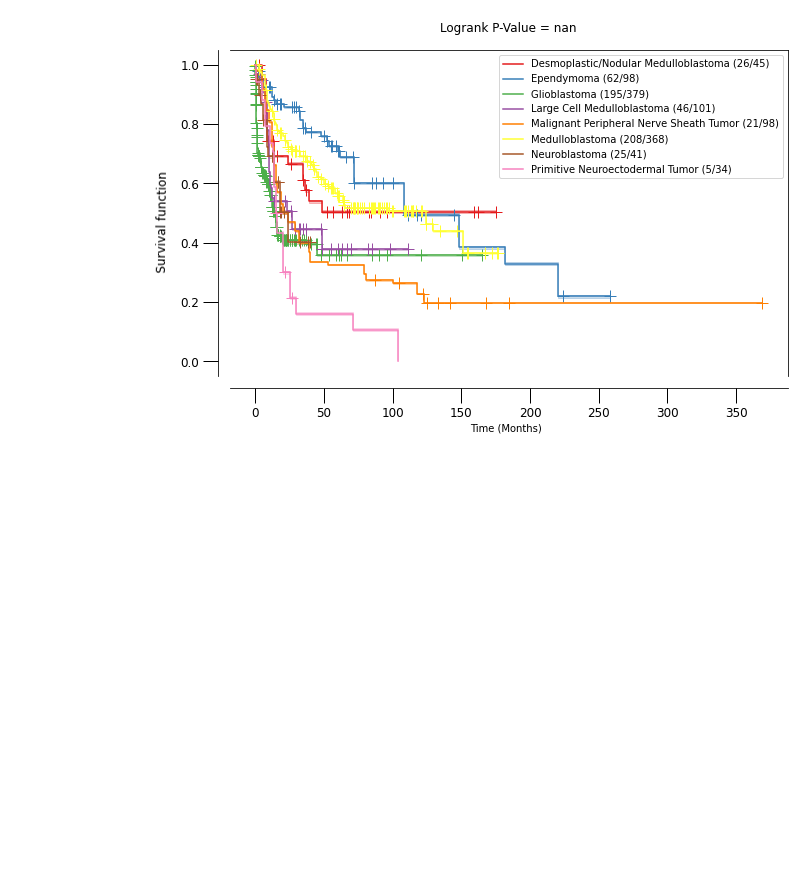 Logrank P-Value = nan
Desmoplastic/Nodular Medulloblastoma (26/45)
Ependymoma (62/98)
Glioblastoma (195/379)
Large Cell Medulloblastoma (46/101)
Malignant Peripheral Nerve Sheath Tumor (21/98)
Medulloblastoma (208/368)
Neuroblastoma (25/41)
Primitive Neuroectodermal Tumor (5/34)
Survival function
1.0
0.8
0.6
0.4
0.2
0.0
0 50 100 150 200 250 300 350
Time (Months)